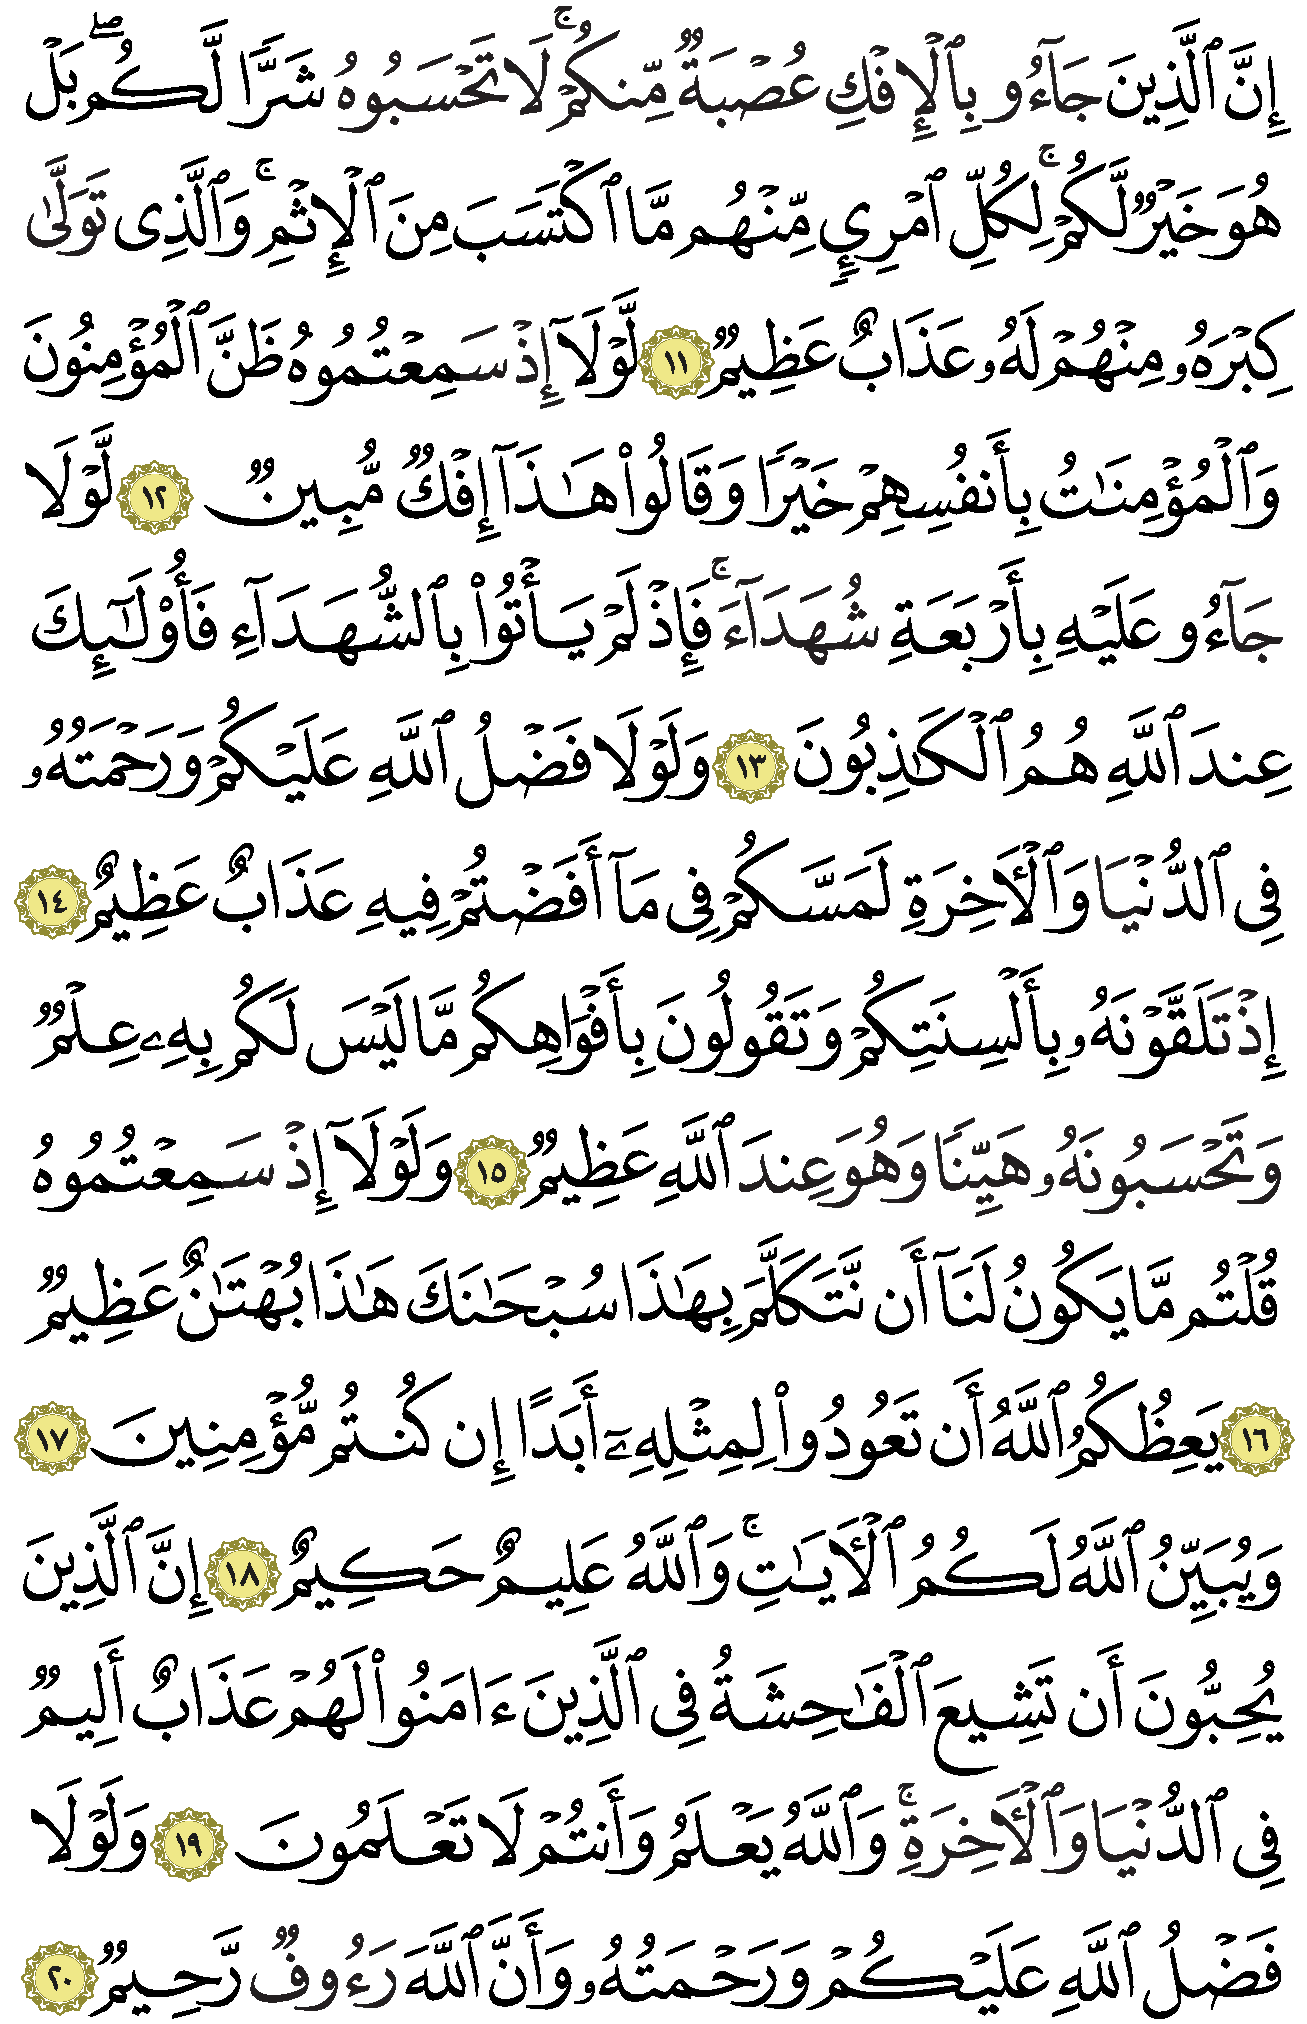 إِنَّ ٱلَّذِينَ جَآءُو بِٱلْإِفْكِ عُصْبَةٌ مِّنكُمْ ۚ لَا تَحْسَبُوهُ شَرًّا لَّكُم ۖ بَلْ
هُوَ خَيْرٌ لَّكُمْ ۚ لِكُلِّ ٱمْرِئٍ مِّنْهُم مَّا ٱكْتَسَبَ مِنَ ٱلْإِثْمِ ۚ وَٱلَّذِى تَوَلَّىٰ
كِبْرَهُۥ مِنْهُمْ لَهُۥ عَذَابٌ عَظِيمٌ ١١ لَّوْلَآ إِذْ سَمِعْتُمُوهُ ظَنَّ ٱلْمُؤْمِنُونَ
وَٱلْمُؤْمِنَـٰتُ بِأَنفُسِهِمْ خَيْرًا وَقَالُوا۟ هَـٰذَآ إِفْكٌ مُّبِينٌ ١٢ لَّوْلَا
جَآءُو عَلَيْهِ بِأَرْبَعَةِ شُهَدَآءَ ۚ فَإِذْ لَمْ يَأْتُوا۟ بِٱلشُّهَدَآءِ فَأُو۟لَـٰٓئِكَ
عِندَ ٱللَّهِ هُمُ ٱلْكَـٰذِبُونَ ١٣ وَلَوْلَا فَضْلُ ٱللَّهِ عَلَيْكُمْ وَرَحْمَتُهُۥ
فِى ٱلدُّنْيَا وَٱلْـَٔاخِرَةِ لَمَسَّكُمْ فِى مَآ أَفَضْتُمْ فِيهِ عَذَابٌ عَظِيمٌ ١٤
إِذْ تَلَقَّوْنَهُۥ بِأَلْسِنَتِكُمْ وَتَقُولُونَ بِأَفْوَاهِكُم مَّا لَيْسَ لَكُم بِهِۦ عِلْمٌ
وَتَحْسَبُونَهُۥ هَيِّنًا وَهُوَ عِندَ ٱللَّهِ عَظِيمٌ ١٥ وَلَوْلَآ إِذْ سَمِعْتُمُوهُ
قُلْتُم مَّا يَكُونُ لَنَآ أَن نَّتَكَلَّمَ بِهَـٰذَا سُبْحَـٰنَكَ هَـٰذَا بُهْتَـٰنٌ عَظِيمٌ
١٦ يَعِظُكُمُ ٱللَّهُ أَن تَعُودُوا۟ لِمِثْلِهِۦٓ أَبَدًا إِن كُنتُم مُّؤْمِنِينَ ١٧
وَيُبَيِّنُ ٱللَّهُ لَكُمُ ٱلْـَٔايَـٰتِ ۚ وَٱللَّهُ عَلِيمٌ حَكِيمٌ ١٨ إِنَّ ٱلَّذِينَ
يُحِبُّونَ أَن تَشِيعَ ٱلْفَـٰحِشَةُ فِى ٱلَّذِينَ ءَامَنُوا۟ لَهُمْ عَذَابٌ أَلِيمٌ
فِى ٱلدُّنْيَا وَٱلْـَٔاخِرَةِ ۚ وَٱللَّهُ يَعْلَمُ وَأَنتُمْ لَا تَعْلَمُونَ ١٩ وَلَوْلَا
فَضْلُ ٱللَّهِ عَلَيْكُمْ وَرَحْمَتُهُۥ وَأَنَّ ٱللَّهَ رَءُوفٌ رَّحِيمٌ ٢٠